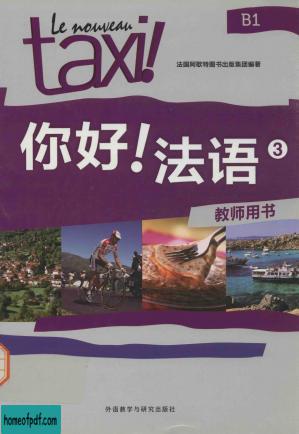 Le nouveau
B1
taxi!
法国阿歇特图书出版集团编著
你好!法语 3
教师用书
外语教学与研究出版社
homeofpdf.com